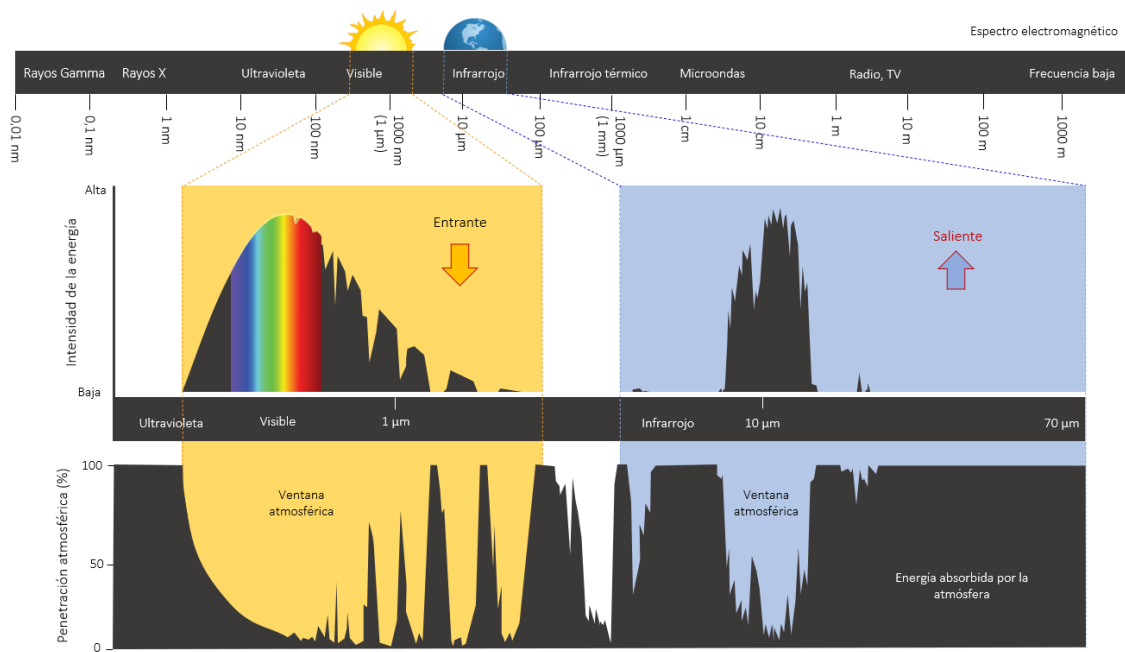 Espectro electromagnético
Rayos Gamma
Rayos X
Ultravioleta
Visible
Infrarrojo
Infrarrojo térmico
Microondas
Radio, TV
Frecuencia baja
0,01 nm
0,1 nm
1 nm
10 nm
100 nm
1000 nm
(1 µm)
10 µm
100 µm
1000 µm
(1 mm)
1 cm
10 cm
1 m
10 m
100 m
1000 m
Alta
Intensidad de la energía
Baja
Entrante
Saliente
Ultravioleta
Visible
1 µm
Infrarrojo
10 µm
70 µm
Penetración atmosférica (%)
100
50
0
Ventana
atmosférica
Ventana
atmosférica
Energía absorbida por la
atmósfera